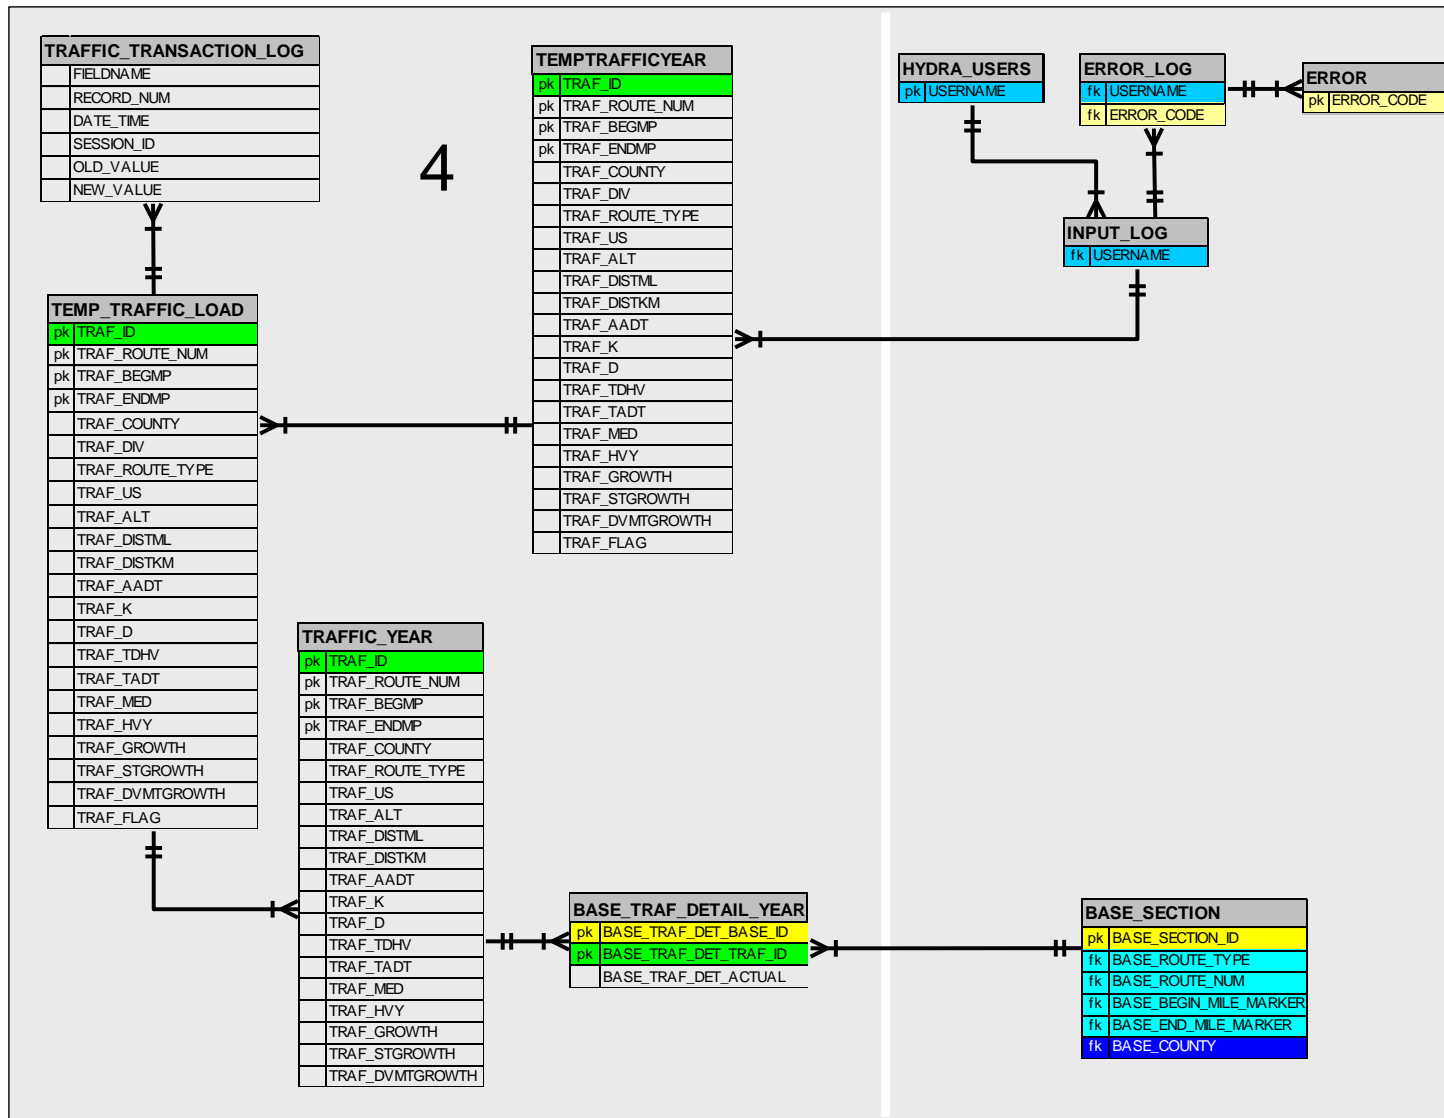 TRAFFIC_TRANSACTION_LOG
FIELDNAME
RECORD_NUM
DATE_TIME
SESSION_ID
OLD_VALUE
NEW_VALUE
4
TEMP_TRAFFIC_LOAD
pk TRAF_ID
pk TRAF_ROUTE_NUM
pk TRAF_BEGMP
pk TRAF_ENDMP
TRAF_COUNTY
TRAF_DIV
TRAF_ROUTE_TYPE
TRAF_US
TRAF_ALT
TRAF_DISTML
TRAF_DISTKM
TRAF_AADT
TRAF_K
TRAF_D
TRAF_TDHV
TRAF_TADT
TRAF_MED
TRAF_HVY
TRAF_GROWTH
TRAF_STGROWTH
TRAF_DVMTGROWTH
TRAF_FLAG
TEMPTRAFFICYEAR
pk TRAF_ID
pk TRAF_ROUTE_NUM
pk TRAF_BEGMP
pk TRAF_ENDMP
TRAF_COUNTY
TRAF_DIV
TRAF_ROUTE_TYPE
TRAF_US
TRAF_ALT
TRAF_DISTML
TRAF_DISTKM
TRAF_AADT
TRAF_K
TRAF_D
TRAF_TDHV
TRAF_TADT
TRAF_MED
TRAF_HVY
TRAF_GROWTH
TRAF_STGROWTH
TRAF_DVMTGROWTH
TRAF_FLAG
TRAFFIC_YEAR
pk TRAF_ID
pk TRAF_ROUTE_NUM
pk TRAF_BEGMP
pk TRAF_ENDMP
TRAF_COUNTY
TRAF_ROUTE_TYPE
TRAF_US
TRAF_ALT
TRAF_DISTML
TRAF_DISTKM
TRAF_AADT
TRAF_K
TRAF_D
TRAF_TDHV
TRAF_TADT
TRAF_MED
TRAF_HVY
TRAF_GROWTH
TRAF_STGROWTH
TRAF_DVMTGROWTH
BASE_TRAF_DETAIL_YEAR
pk BASE_TRAF_DET_BASE_ID
pk BASE_TRAF_DET_TRAF_ID
BASE_TRAF_DET_ACTUAL
HYDRA_USERS
pk USERNAME
ERROR_LOG
fk USERNAME
fk ERROR_CODE
ERROR
pk ERROR_CODE
INPUT_LOG
fk USERNAME
BASE_SECTION
pk BASE_SECTION_ID
fk BASE_ROUTE_TYPE
fk BASE_ROUTE_NUM
fk BASE_BEGIN_MILE_MARKER
fk BASE_END_MILE_MARKER
fk BASE_COUNTY